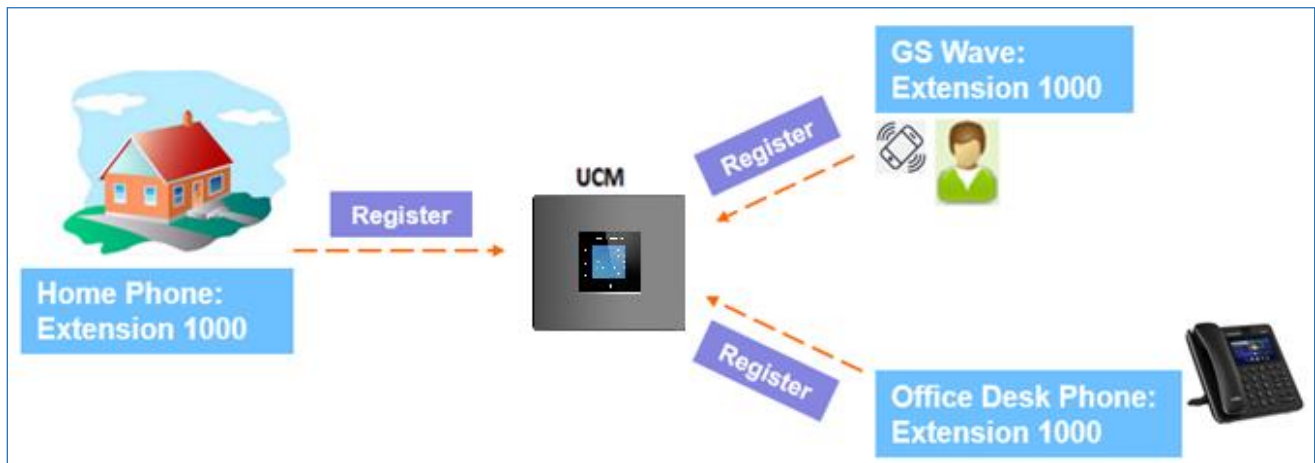 GS Wave:
Extension 1000
Register
UCM
Register
Home Phone:
Extension 1000
Register
Office Desk Phone:
Extension 1000